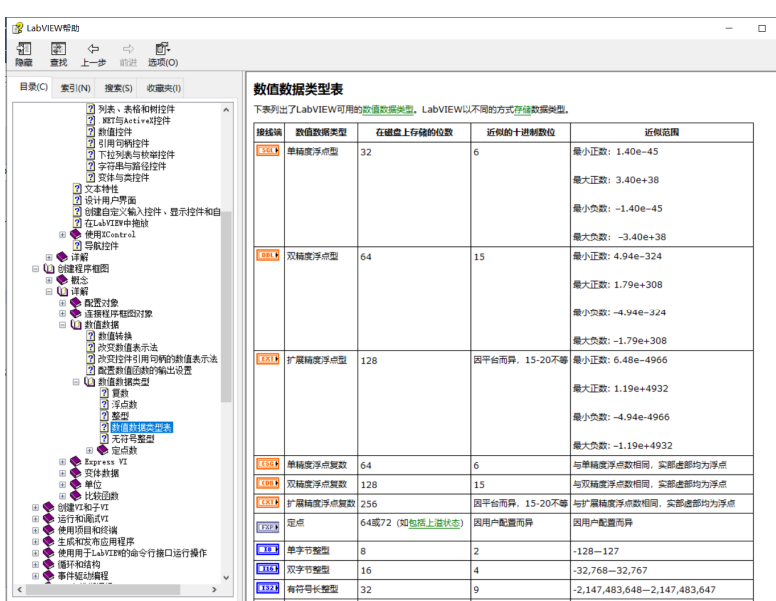 LabVIEW帮助
隐藏 查找 上一步 前进 选项(O)
目录(C) 索引(N) 搜索(S) 收藏夹(I)
列表、表格和树控件
.NET与ActiveX控件
数值控件
引用句柄控件
下拉列表与枚举控件
字符串与路径控件
变体与类控件
文本特性
设计用户界面
创建自定义输入控件、显示控件和自
在LabVIEW中拖放
使用XControl
导航控件
详解
创建程序框图
概念
详解
配置对象
连接程序框图对象
数值数据
数值转换
改变数值表示法
改变控件引用句柄的数值表示法
配置数值函数的输出设置
数值数据类型
复数
浮点数
整型
数值数据类型表
无符号整型
定点数
Express VI
变体数据
单位
比较函数
创建VI和子VI
运行和调试VI
使用项目和终端
生成和发布应用程序
使用用于LabVIEW的命令行接口运行操作
循环和结构
事件驱动编程
数值数据类型表
下表列出了LabVIEW可用的数值数据类型。LabVIEW以不同的方式存储数据类型。
接线端 数值数据类型 在磁盘上存储的位数 近似的十进制数位 近似范围
SGL 单精度浮点型 32 6 最小正数：1.40e-45
最大正数：3.40e+38
最小负数：-1.40e-45
最大负数： -3.40e+38
DBL 双精度浮点型 64 15 最小正数：4.94e-324
最大正数：1.79e+308
最小负数：-4.94e-324
最大负数：-1.79e+308
EXT 扩展精度浮点型 128 因平台而异，15-20不等 最小正数：6.48e-4966
最大正数：1.19e+4932
最小负数：-4.94e-4966
最大负数：-1.19e+4932
CSG 单精度浮点复数 64 6 与单精度浮点数相同，实部虚部均为浮点
CDB 双精度浮点复数 128 15 与双精度浮点数相同，实部虚部均为浮点
CXT 扩展精度浮点复数 256 因平台而异，15-20不等 与扩展精度浮点数相同，实部虚部均为浮点
FXP 定点 64或72（如包括上溢状态） 因用户配置而异 因用户配置而异
I8 单字节整型 8 2 -128—127
I16 双字节整型 16 4 -32,768—32,767
I32 有符号长整型 32 9 -2,147,483,648—2,147,483,647